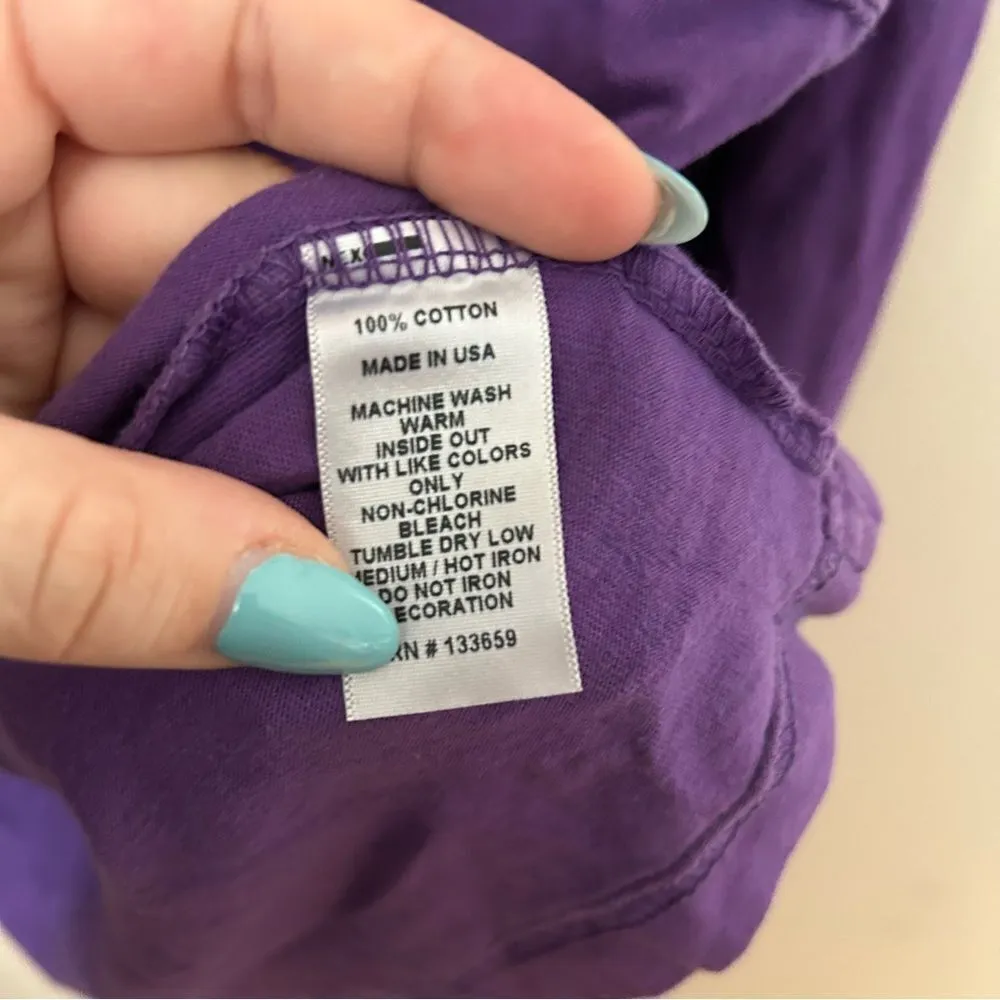 100% COTTON
MADE IN USA
MACHINE WASH
WARM
INSIDE OUT
WITH LIKE COLORS
ONLY
NON-CHLORINE
BLEACH
TUMBLE DRY LOW
MEDIUM / HOT IRON
DO NOT IRON
ECORATION
RN # 133659